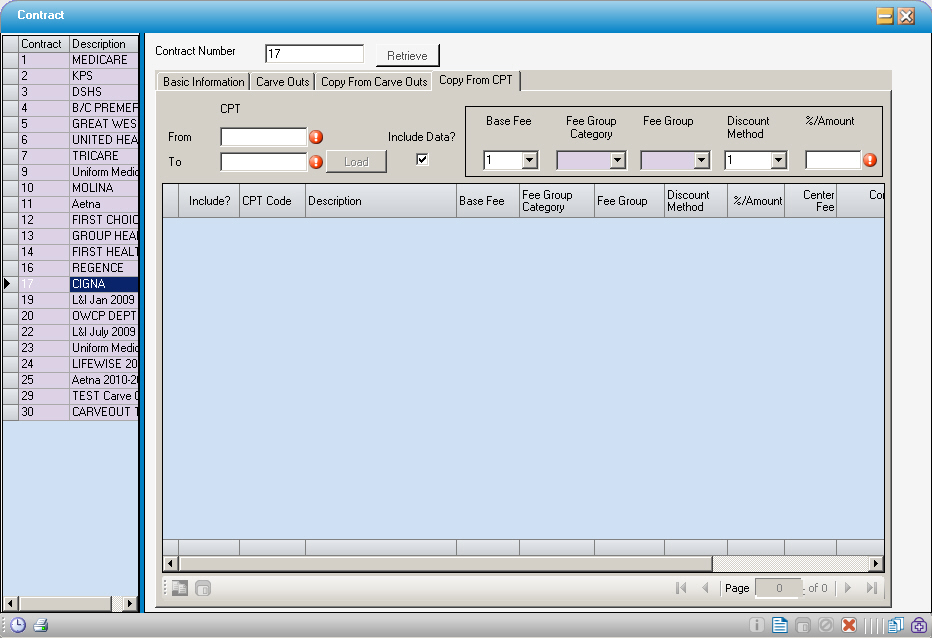 Contract
Contract Description
1 MEDICARE
2 KPS
3 DSHS
4 B/C PREMER
5 GREAT WES
6 UNITED HEA
7 TRICARE
9 Uniform Medic
10 MOLINA
11 Aetna
12 FIRST CHOIC
13 GROUP HEAL
14 FIRST HEALT
16 REGENCE
17 CIGNA
19 L&I Jan 2009
20 OWCP DEPT
22 L&I July 2009
23 Uniform Medic
24 LIFEWISE 20
25 Aetna 2010-20
29 TEST Carve O
30 CARVEOUT T
Contract Number 17 Retrieve
Basic Information Carve Outs Copy From Carve Outs Copy From CPT
CPT
From
To Load
Include Data?
Base Fee Fee Group Category Fee Group Discount Method %/Amount
1 1
Include? CPT Code Description Base Fee Fee Group Category Fee Group Discount Method %/Amount Center Fee Co
Page 0 of 0